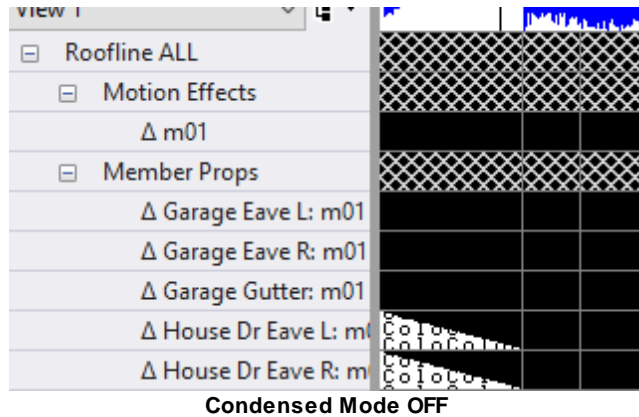 View 1
Roofline ALL
Motion Effects
Δ m01
Member Props
Δ Garage Eave L: m01
Δ Garage Eave R: m01
Δ Garage Gutter: m01
Δ House Dr Eave L: m0
Δ House Dr Eave R: m
Condensed Mode OFF